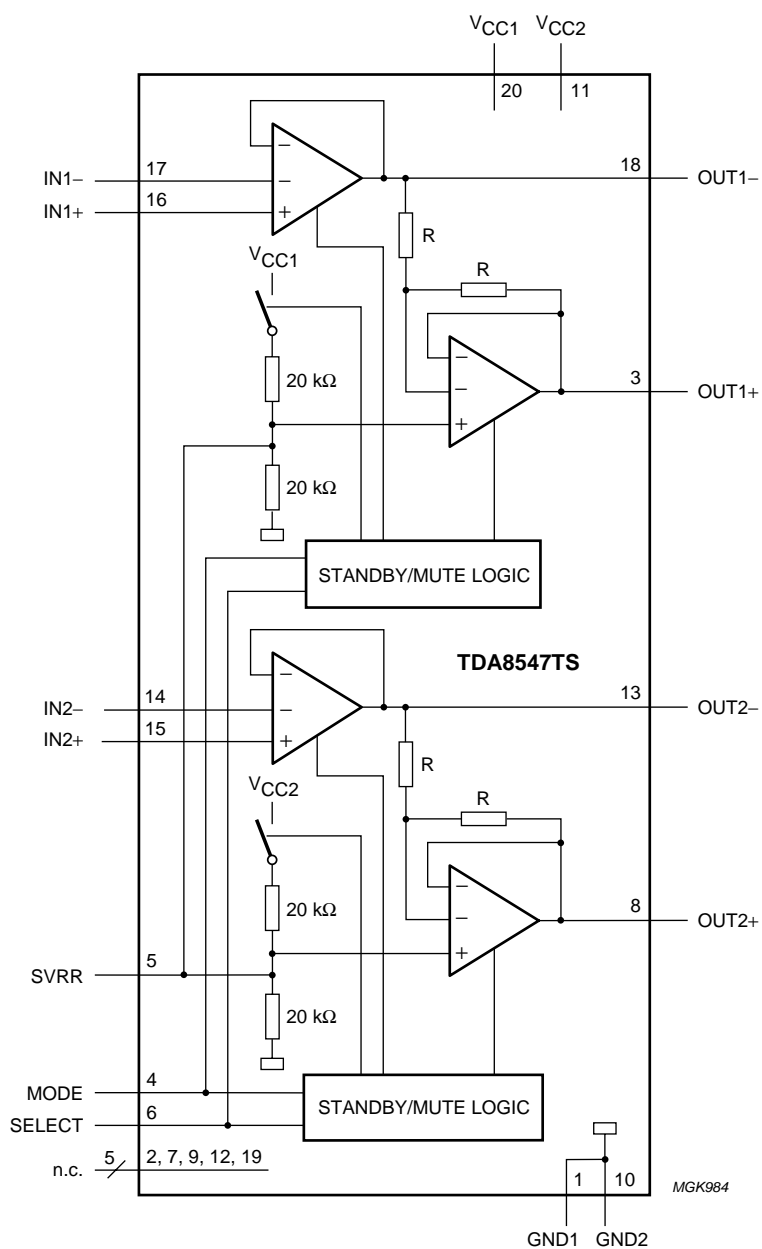 VCC1 VCC2
20 11
IN1− 17
− 
−
18 OUT1−
IN1+ 16
+
R
VCC1
R
20 kΩ
−
−
3 OUT1+
+
20 kΩ
STANDBY/MUTE LOGIC
−
TDA8547TS
IN2− 14
−
13 OUT2−
IN2+ 15
+
R
VCC2
R
20 kΩ
−
−
8 OUT2+
+
SVRR 5
20 kΩ
MODE 4
STANDBY/MUTE LOGIC
SELECT 6
n.c. 5 2, 7, 9, 12, 19
1 10
MGK984
GND1 GND2